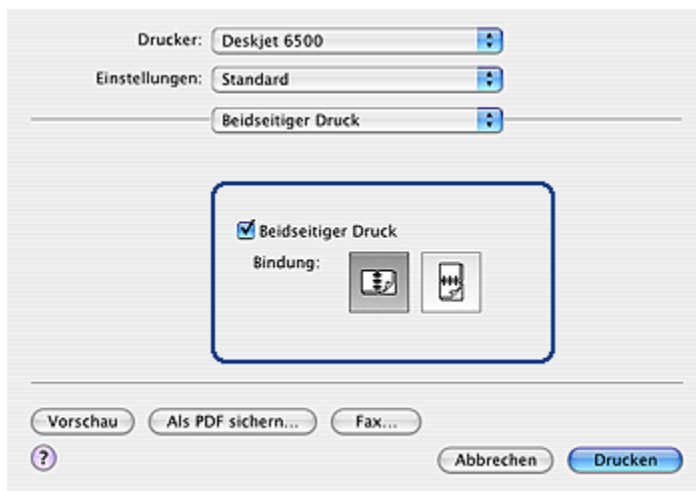 Drucker: Deskjet 6500
Einstellungen: Standard
Beidseitiger Druck
Beidseitiger Druck
Bindung:
Vorschau Als PDF sichern... Fax...
? Abbrechen Drucken